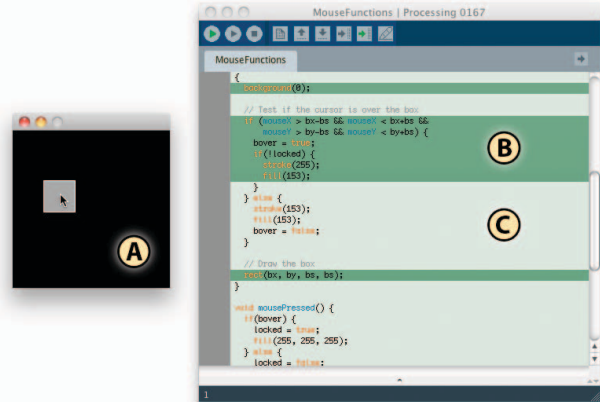 MouseFunctions | Processing 0167
MouseFunctions
{
background(0);
// Test if the cursor is over the box
if (mouseX > bx-bs && mouseX < bx+bs &&
mouseY > by-bs && mouseY < by+bs) {
bover = true;
if(!locked) {
stroke(255);
fill(153);
}
} else {
stroke(153);
fill(153);
bover = false;
}
// Draw the box
rect(bx, by, bs, bs);
}
void mousePressed() {
if(bover) {
locked = true;
fill(255, 255, 255);
} else {
locked = false;
1
A
B
C